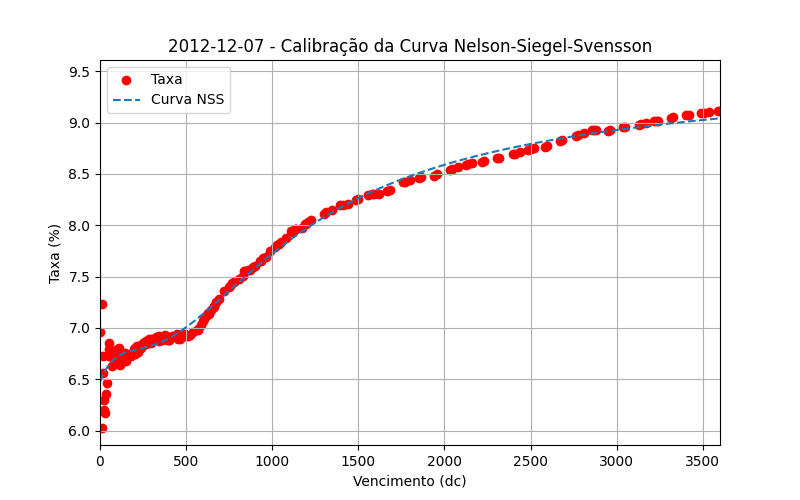 2012-12-07 - Calibração da Curva Nelson-Siegel-Svensson
Taxa
Curva NSS
Taxa (%)
9.5
9.0
8.5
8.0
7.5
7.0
6.5
6.0
0 500 1000 1500 2000 2500 3000 3500
Vencimento (dc)